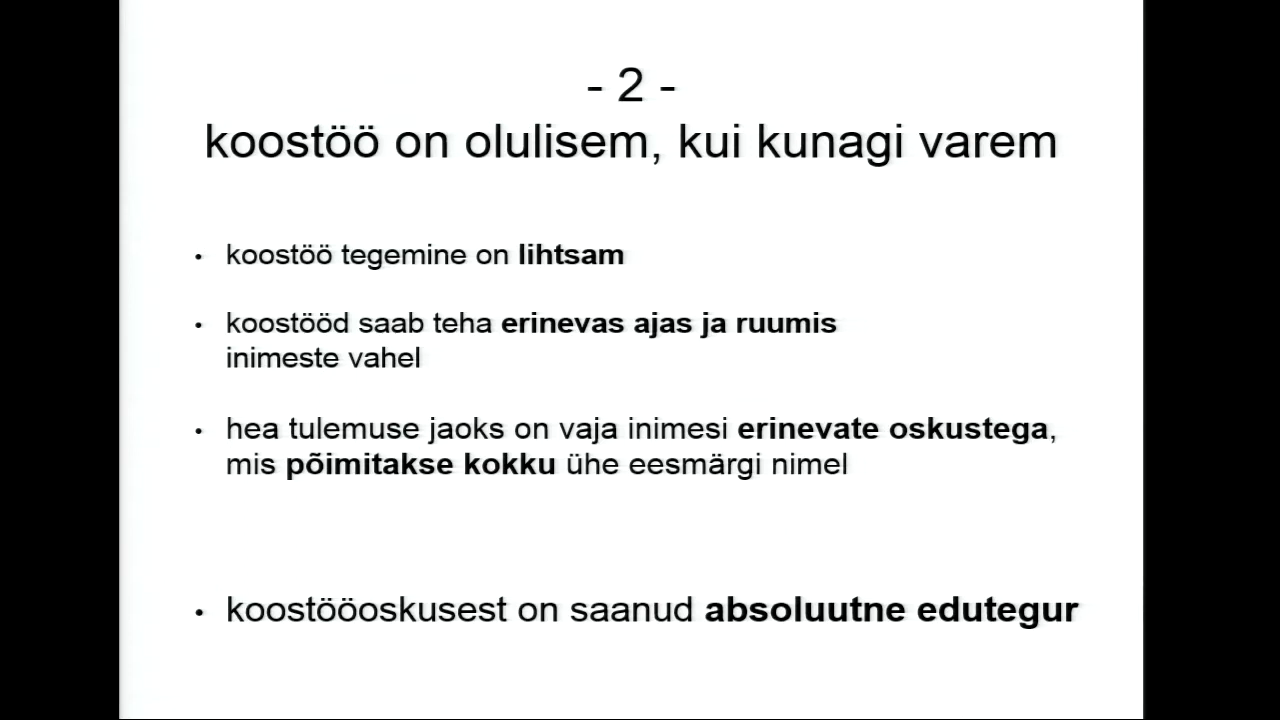 - 2 -
koostöö on olulisem, kui kunagi varem
• koostöö tegemine on lihtsam
• koostööd saab teha erinevas ajas ja ruumis
inimeste vahel
• hea tulemuse jaoks on vaja inimesi erinevate oskustega,
mis põimitakse kokku ühe eesmärgi nimel
• koostööoskusest on saanud absoluutne edutegur